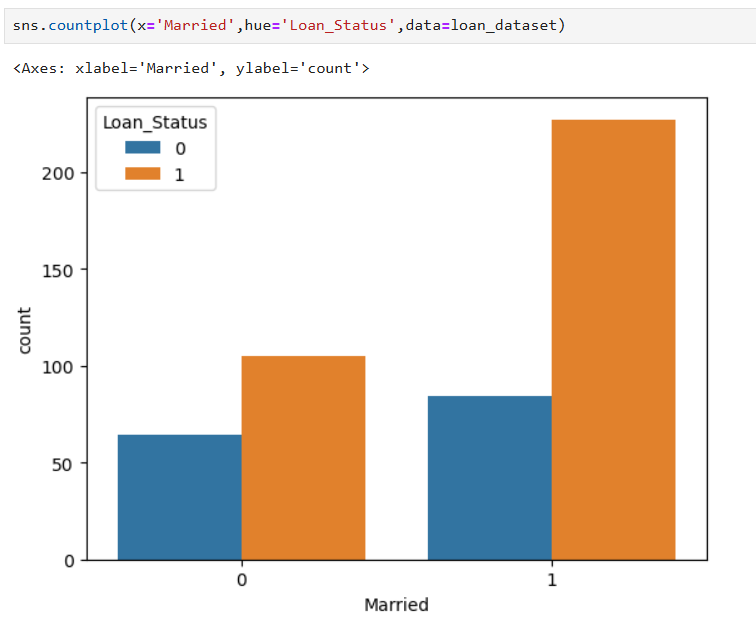 sns.countplot(x='Married',hue='Loan_Status',data=loan_dataset)
<Axes: xlabel='Married', ylabel='count'>
Loan_Status
0
1
200
150
100
50
0
count
0 1
Married